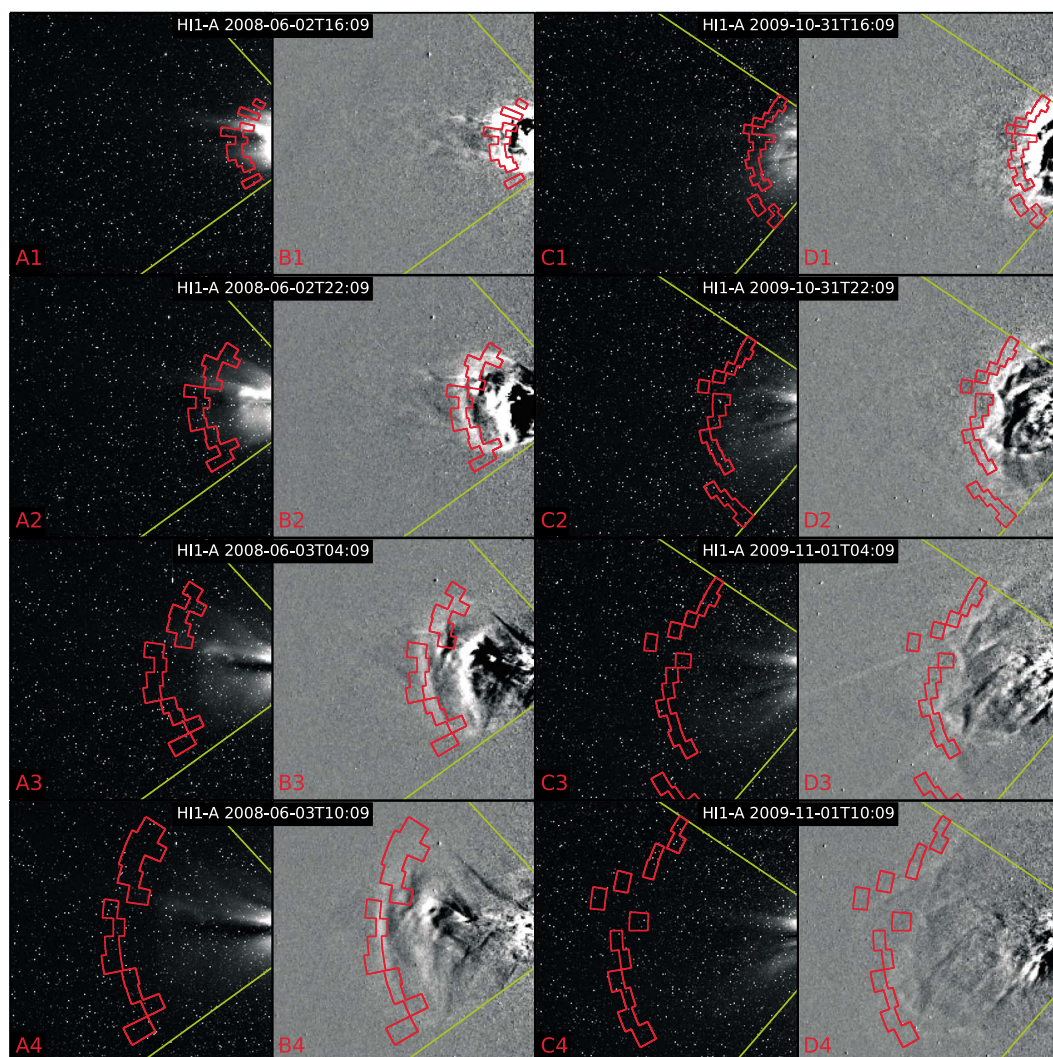 HI1-A 2008-06-02T16:09
HI1-A 2009-10-31T16:09
A1
B1
C1
D1
HI1-A 2008-06-02T22:09
HI1-A 2009-10-31T22:09
A2
B2
C2
D2
HI1-A 2008-06-03T04:09
HI1-A 2009-11-01T04:09
A3
B3
C3
D3
HI1-A 2008-06-03T10:09
HI1-A 2009-11-01T10:09
A4
B4
C4
D4